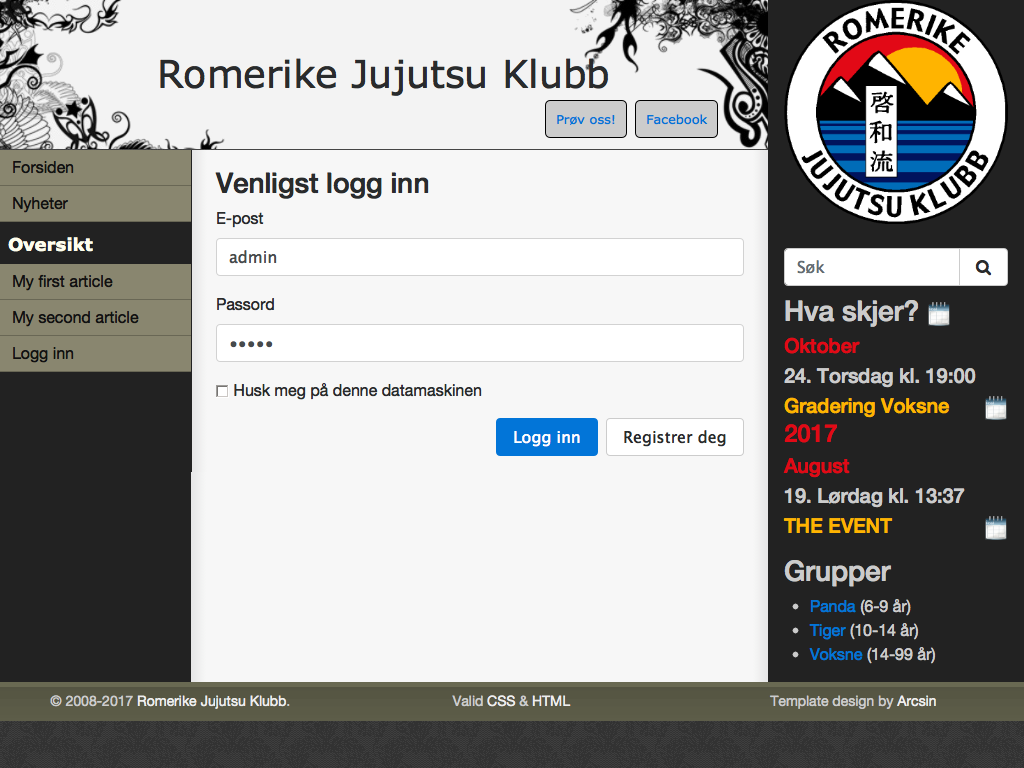 Romerike Jujutsu Klubb
Prøv oss!
Facebook
Forsiden
Nyheter
Oversikt
My first article
My second article
Logg inn
Venligst logg inn
E-post
admin
Passord
•••••
Husk meg på denne datamaskinen
Logg inn
Registrer deg
ROMERIKE
啓和流
JUJUTSU KLUBB
Søk
Hva skjer?
Oktober
24. Torsdag kl. 19:00
Gradering Voksne
2017
August
19. Lørdag kl. 13:37
THE EVENT
Grupper
• Panda (6-9 år)
• Tiger (10-14 år)
• Voksne (14-99 år)
© 2008-2017 Romerike Jujutsu Klubb.
Valid CSS & HTML
Template design by Arcsin